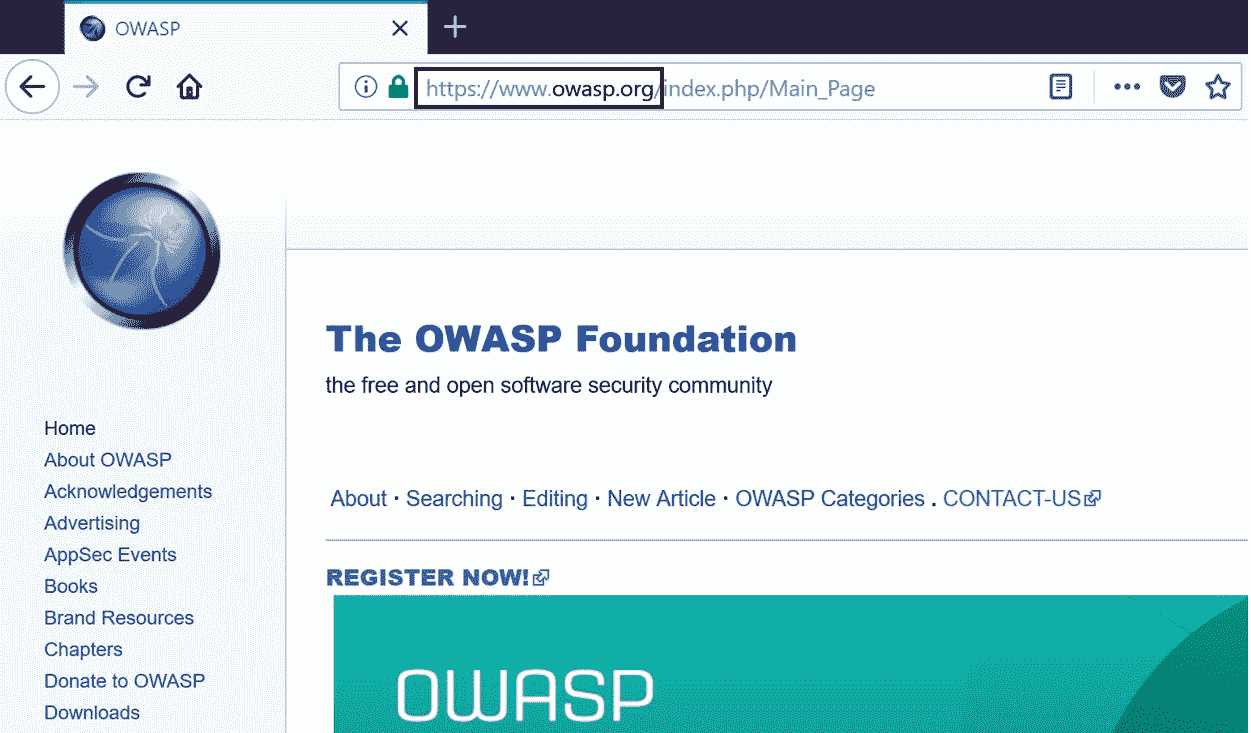 OWASP
https://www.owasp.org/index.php/Main_Page
The OWASP Foundation
the free and open software security community
Home
About OWASP
Acknowledgements
Advertising
AppSec Events
Books
Brand Resources
Chapters
Donate to OWASP
Downloads
About · Searching · Editing · New Article · OWASP Categories . CONTACT-US
REGISTER NOW!
OWASP